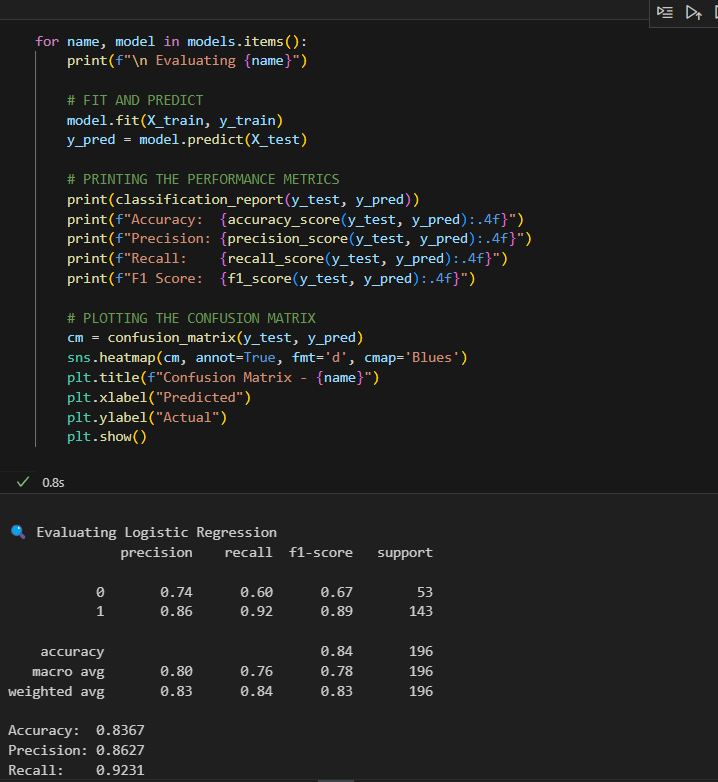 for name, model in models.items():
    print(f"\n Evaluating {name}")

    # FIT AND PREDICT
    model.fit(X_train, y_train)
    y_pred = model.predict(X_test)

    # PRINTING THE PERFORMANCE METRICS
    print(classification_report(y_test, y_pred))
    print(f"Accuracy:  {accuracy_score(y_test, y_pred):.4f}")
    print(f"Precision: {precision_score(y_test, y_pred):.4f}")
    print(f"Recall:    {recall_score(y_test, y_pred):.4f}")
    print(f"F1 Score:  {f1_score(y_test, y_pred):.4f}")

    # PLOTTING THE CONFUSION MATRIX
    cm = confusion_matrix(y_test, y_pred)
    sns.heatmap(cm, annot=True, fmt='d', cmap='Blues')
    plt.title(f"Confusion Matrix - {name}")
    plt.xlabel("Predicted")
    plt.ylabel("Actual")
    plt.show()
0.8s
Evaluating Logistic Regression
              precision    recall  f1-score   support

           0       0.74      0.60      0.67        53
           1       0.86      0.92      0.89       143

    accuracy                           0.84       196
   macro avg       0.80      0.76      0.78       196
weighted avg       0.83      0.84      0.83       196

Accuracy:  0.8367
Precision: 0.8627
Recall:    0.9231